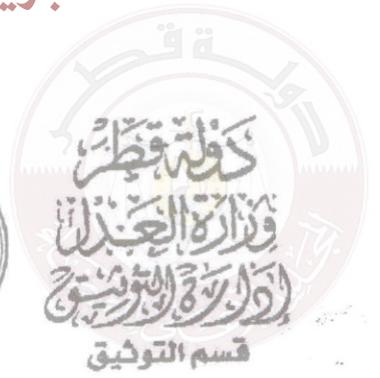 دولة قطر
وزارة العدل
إدارة التوثيق
قسم التوثيق